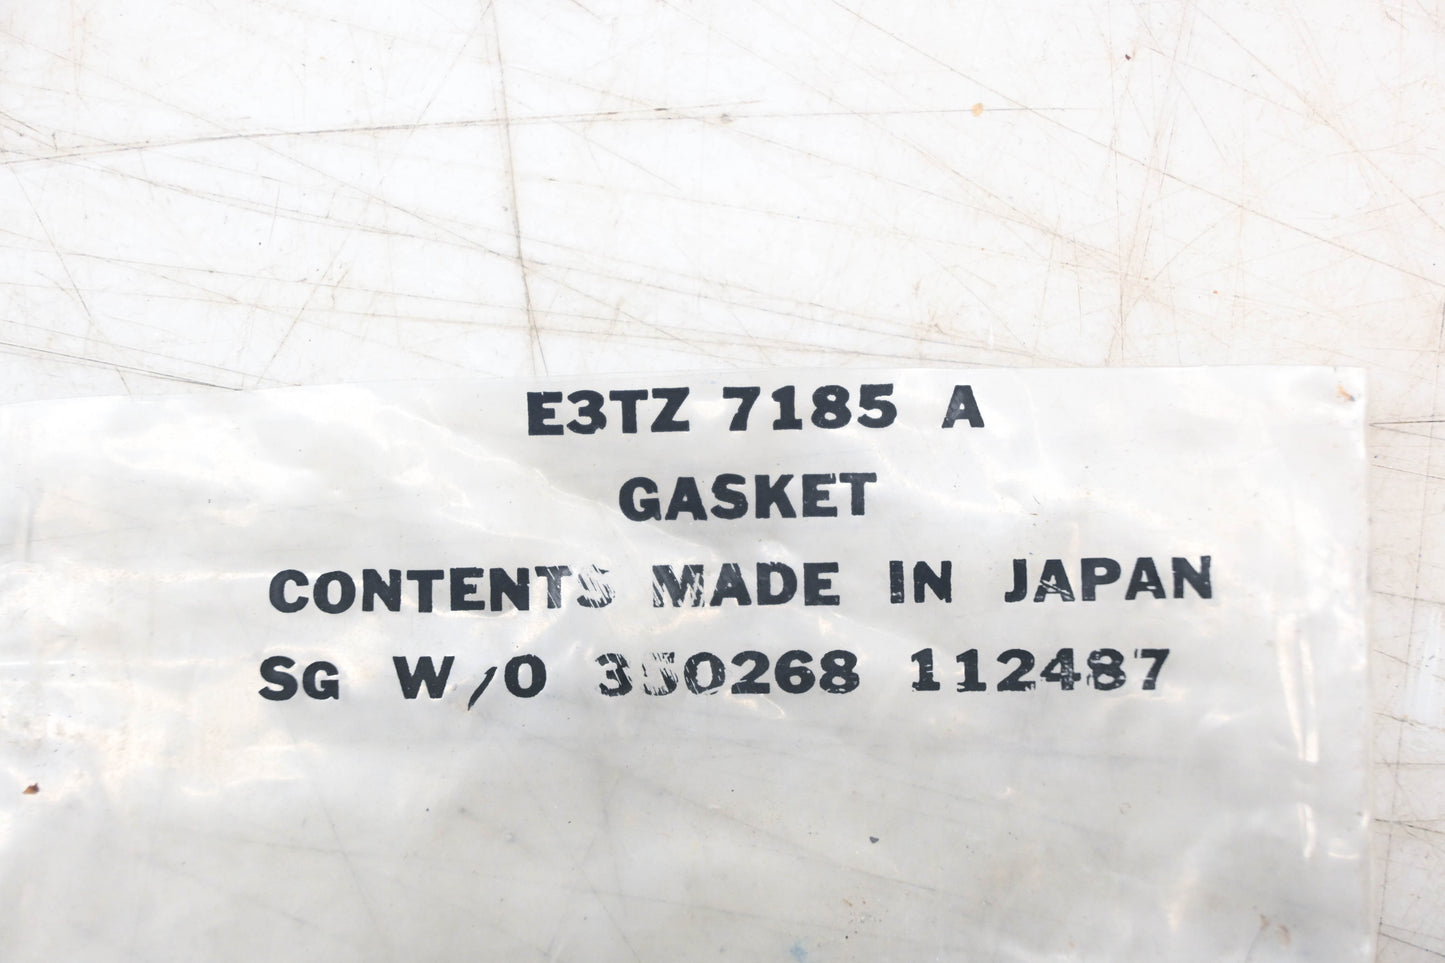 E3TZ 7185 A
GASKET
CONTENTS MADE IN JAPAN
SG W/O 350268 112487